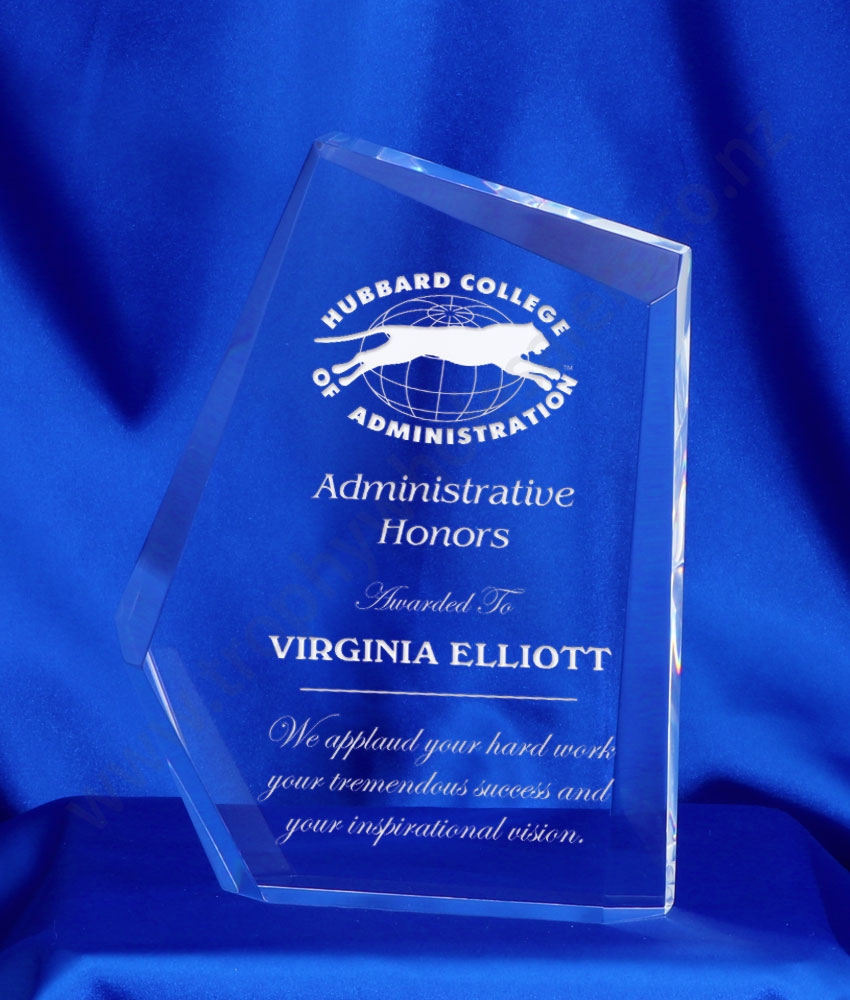 HUBBARD COLLEGE
OF ADMINISTRATION
TM
Administrative
Honors
Awarded To
VIRGINIA ELLIOTT
We applaud your hard work
your tremendous success and
your inspirational vision.